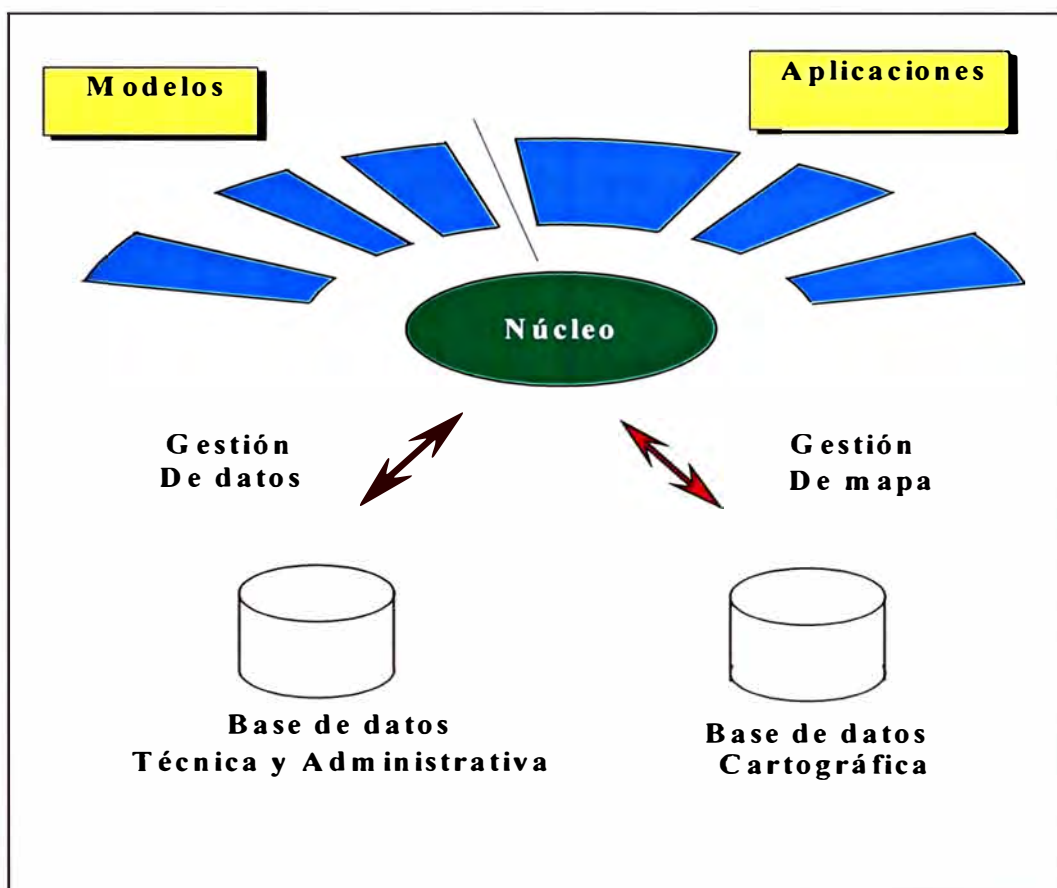 Modelos
Aplicaciones
Núcleo
Gestión
De datos
Gestión
De mapa
Base de datos
Técnica y Administrativa
Base de datos
Cartográfica